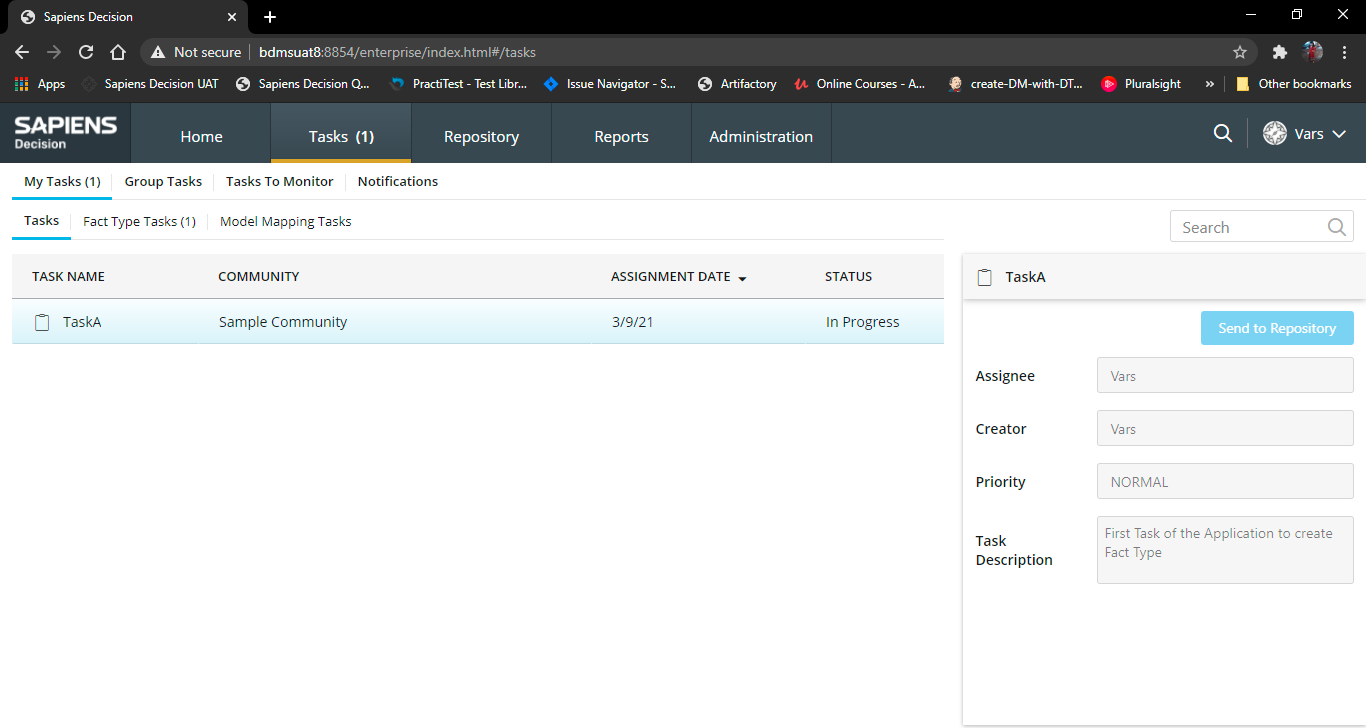 Sapiens Decision
Not secure bdmsuat8:8854/enterprise/index.html#/tasks
Apps Sapiens Decision UAT Sapiens Decision Q... PractiTest - Test Libr... Issue Navigator - S... Artifactory Online Courses - A... create-DM-with-DT... Pluralsight » Other bookmarks
SAPIENS
Decision
Home Tasks (1) Repository Reports Administration Vars
My Tasks (1) Group Tasks Tasks To Monitor Notifications
Tasks Fact Type Tasks (1) Model Mapping Tasks Search
TASK NAME COMMUNITY ASSIGNMENT DATE STATUS TaskA
TaskA Sample Community 3/9/21 In Progress
Send to Repository
Assignee Vars
Creator Vars
Priority NORMAL
Task Description
First Task of the Application to create
Fact Type